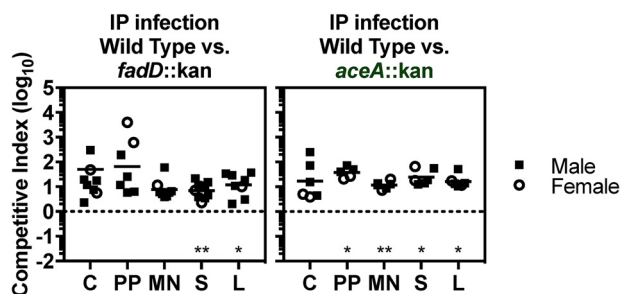 IP infection
Wild Type vs.
fadD::kan
IP infection
Wild Type vs.
aceA::kan
Competitive Index (log10)
5
4
3
2
1
0
-1
-2
** *
* ** * *
C PP MN S L
C PP MN S L
Male
Female